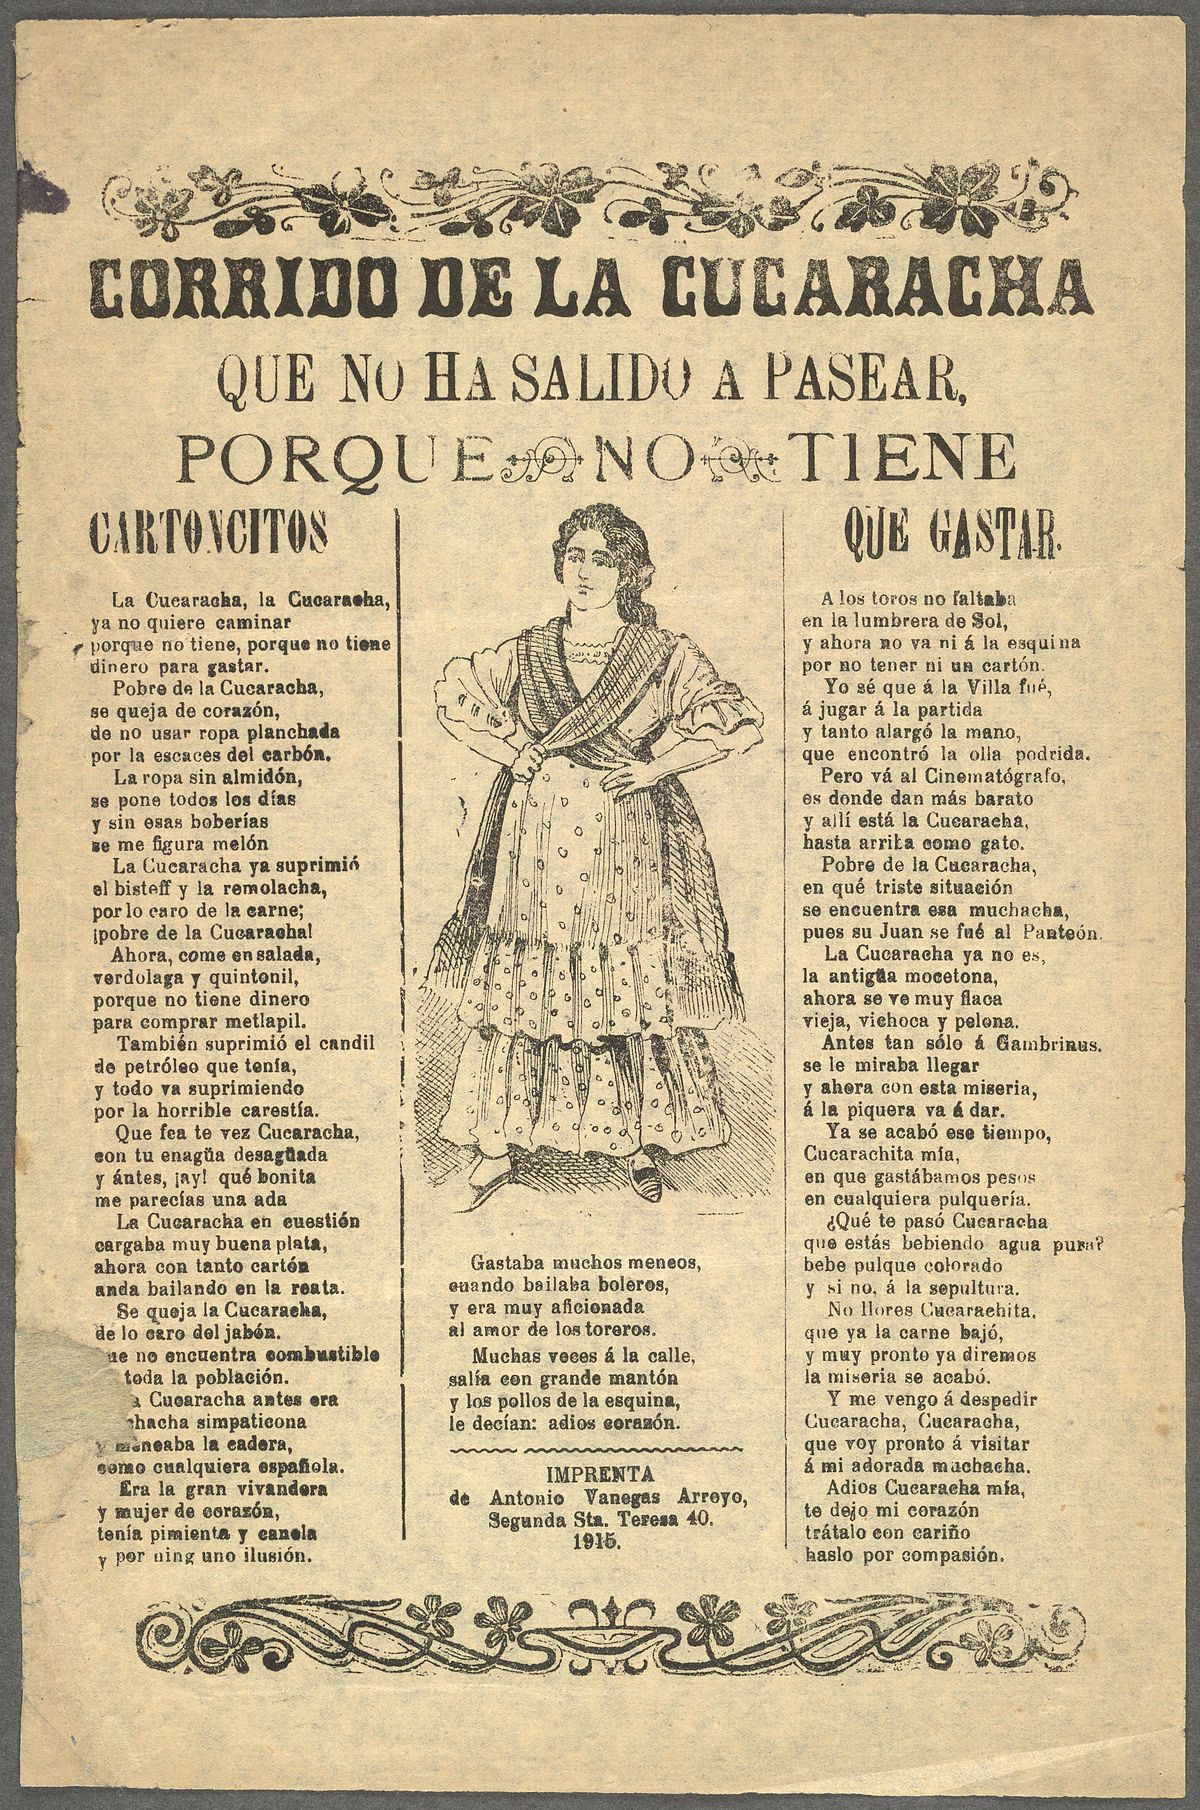 CORRIDO DE LA CUCARACHA
QUE NO HA SALIDO A PASEAR,
PORQUE NO TIENE
CARTONCITOS
QUE GASTAR.
La Cucaracha, la Cucaracha,
ya no quiere caminar
porque no tiene, porque no tiene
dinero para gastar.
Pobre de la Cucaracha,
se queja de corazón,
de no usar ropa planchada
por la escaces del carbón.
La ropa sin almidón,
se pone todos los días
y sin esas boberías
se me figura melón
La Cucaracha ya suprimió
el bisteff y la remolacha,
por lo caro de la carne;
¡pobre de la Cucaracha!
Ahora, come ensalada,
verdolaga y quintonil,
porque no tiene dinero
para comprar metlapil.
También suprimió el candil
de petróleo que tenía,
y todo va suprimiendo
por la horrible carestía.
Que fea te vez Cucaracha,
con tu enagüa desagüada
y ántes, ¡ay! qué bonita
me parecías una ada
La Cucaracha en cuestión
cargaba muy buena plata,
ahora con tanto cartón
anda bailando en la reata.
Se queja la Cucaracha,
de lo caro del jabón.
ue no encuentra combustible
toda la población.
a Cucaracha antes era
chacha simpaticona
y meneaba la cadera,
como cualquiera española.
Era la gran vivandera
y mujer de corazón,
tenía pimienta y canela
y por ning uno ilusión.
Gastaba muchos meneos,
cuando bailaba boleros,
y era muy aficionada
al amor de los toreros.
Muchas veces á la calle,
salía con grande mantón
y los pollos de la esquina,
le decían: adios corazón.
IMPRENTA
de Antonio Vanegas Arroyo,
Segunda Sta. Teresa 40.
1915.
A los toros no faltaba
en la lumbrera de Sol,
y ahora no va ni á la esquina
por no tener ni un cartón.
Yo sé que á la Villa fué,
á jugar á la partida
y tanto alargó la mano,
que encontró la olla podrida.
Pero vá al Cinematógrafo,
es donde dan más barato
y allí está la Cucaracha,
hasta arriba como gato.
Pobre de la Cucaracha,
en qué triste situación
se encuentra esa muchacha,
pues su Juan se fué al Panteón.
La Cucaracha ya no es,
la antigüa mocetona,
ahora se ve muy flaca
vieja, vichoca y pelona.
Antes tan sólo á Gambrinus,
se le miraba llegar
y ahora con esta miseria,
á la piquera va á dar.
Ya se acabó ese tiempo,
Cucarachita mía,
en que gastábamos pesos
en cualquiera pulquería.
¿Qué te pasó Cucaracha
que estás bebiendo agua pura?
bebe pulque colorado
y si no, á la sepultura.
No llores Cucarachita,
que ya la carne bajó,
y muy pronto ya diremos
la miseria se acabó.
Y me vengo á despedir
Cucaracha, Cucaracha,
que voy pronto á visitar
á mi adorada muchacha.
Adios Cucaracha mía,
te dejo mi corazón
trátalo con cariño
haslo por compasión.